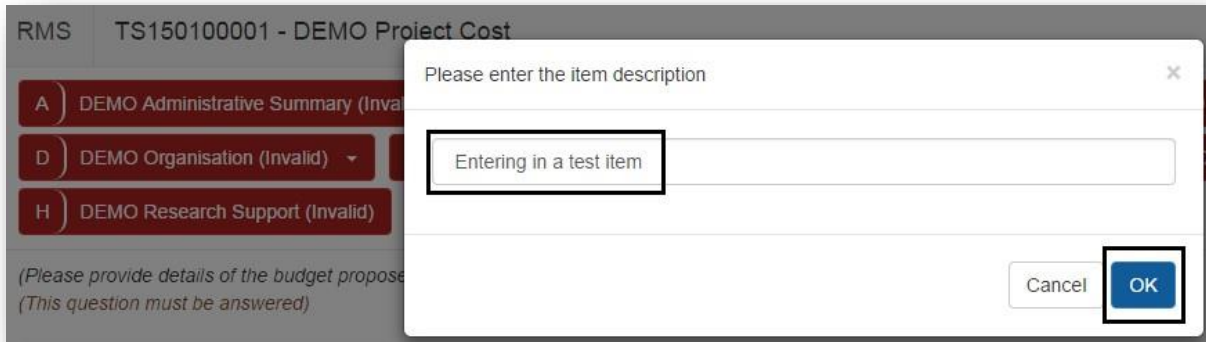 RMS TS150100001 - DEMO Project Cost
Please enter the item description ×
A DEMO Administrative Summary (Inval
D DEMO Organisation (Invalid)
Entering in a test item
H DEMO Research Support (Invalid)
(Please provide details of the budget propose
(This question must be answered)
Cancel OK